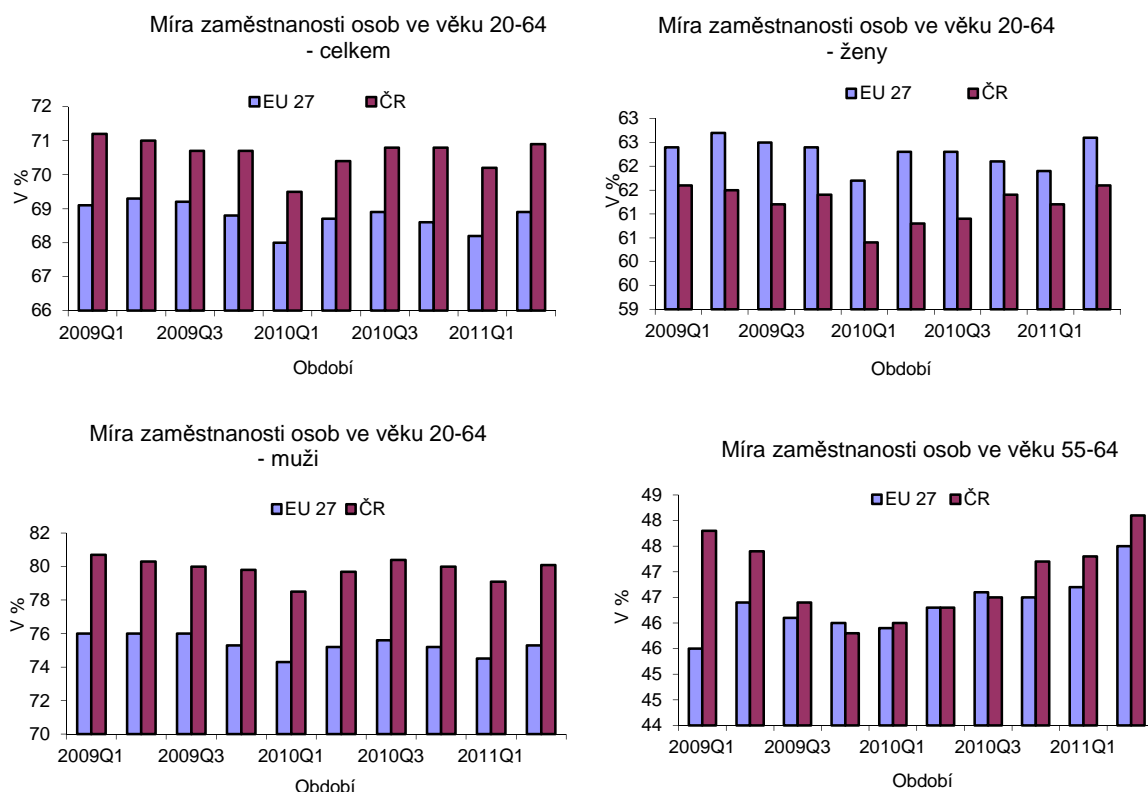 Míra zaměstnanosti osob ve věku 20-64
- celkem
EU 27 ČR
72
71
70
69
68
67
66
V %
2009Q1 2009Q3 2010Q1 2010Q3 2011Q1
Období
Míra zaměstnanosti osob ve věku 20-64
- ženy
EU 27 ČR
63
63
62
62
61
61
60
60
59
V %
2009Q1 2009Q3 2010Q1 2010Q3 2011Q1
Období
Míra zaměstnanosti osob ve věku 20-64
- muži
EU 27 ČR
82
80
78
76
74
72
70
V %
2009Q1 2009Q3 2010Q1 2010Q3 2011Q1
Období
Míra zaměstnanosti osob ve věku 55-64
EU 27 ČR
49
48
48
47
47
46
46
45
45
44
V %
2009Q1 2009Q3 2010Q1 2010Q3 2011Q1
Období